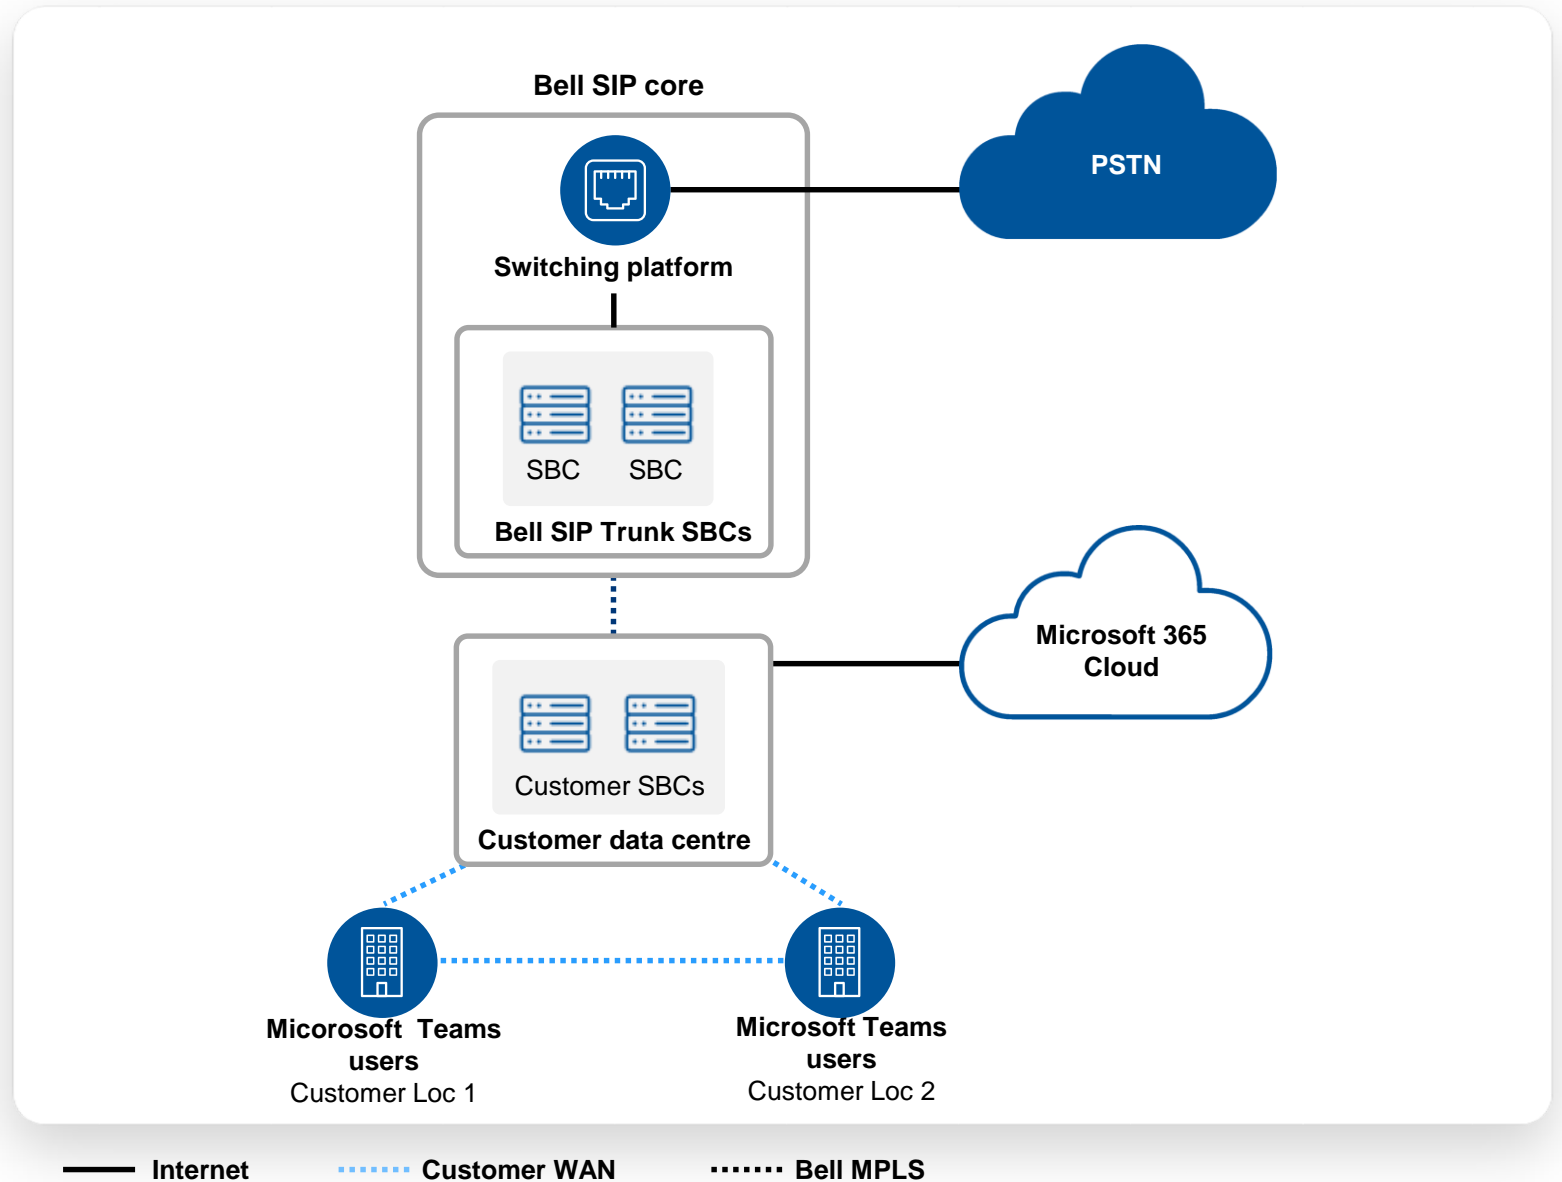 Bell SIP core
PSTN
Switching platform
SBC SBC
Bell SIP Trunk SBCs
Microsoft 365
Cloud
Customer SBCs
Customer data centre
Micorosoft Teams
users
Customer Loc 1
Microsoft Teams
users
Customer Loc 2
Internet
Customer WAN
Bell MPLS